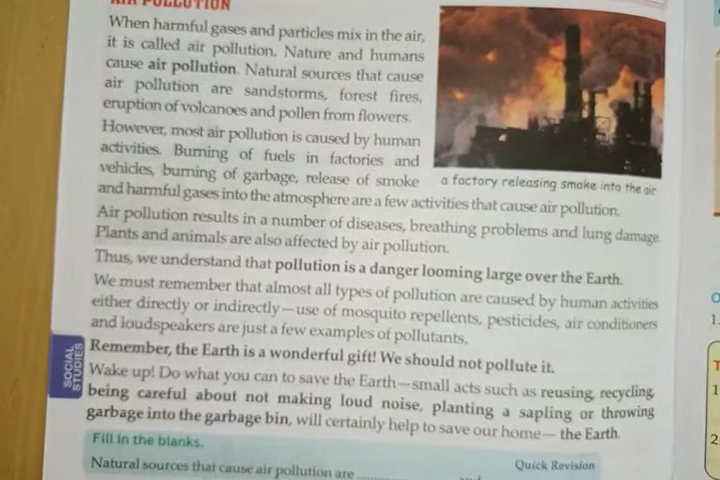 AIR POLLUTION
When harmful gases and particles mix in the air,
it is called air pollution. Nature and humans
cause air pollution. Natural sources that cause
air pollution are sandstorms, forest fires,
eruption of volcanoes and pollen from flowers.
However, most air pollution is caused by human
activities. Burning of fuels in factories and
vehicles, burning of garbage, release of smoke
and harmful gases into the atmosphere are a few activities that cause air pollution.
a factory releasing smoke into the air
Air pollution results in a number of diseases, breathing problems and lung damage.
Plants and animals are also affected by air pollution.
Thus, we understand that pollution is a danger looming large over the Earth.
We must remember that almost all types of pollution are caused by human activities
either directly or indirectly—use of mosquito repellents, pesticides, air conditioners
and loudspeakers are just a few examples of pollutants.
Remember, the Earth is a wonderful gift! We should not pollute it.
Wake up! Do what you can to save the Earth—small acts such as reusing, recycling,
being careful about not making loud noise, planting a sapling or throwing
garbage into the garbage bin, will certainly help to save our home— the Earth.
SOCIAL
STUDIES
Fill in the blanks.
Quick Revision
Natural sources that cause air pollution are
1.
1
2